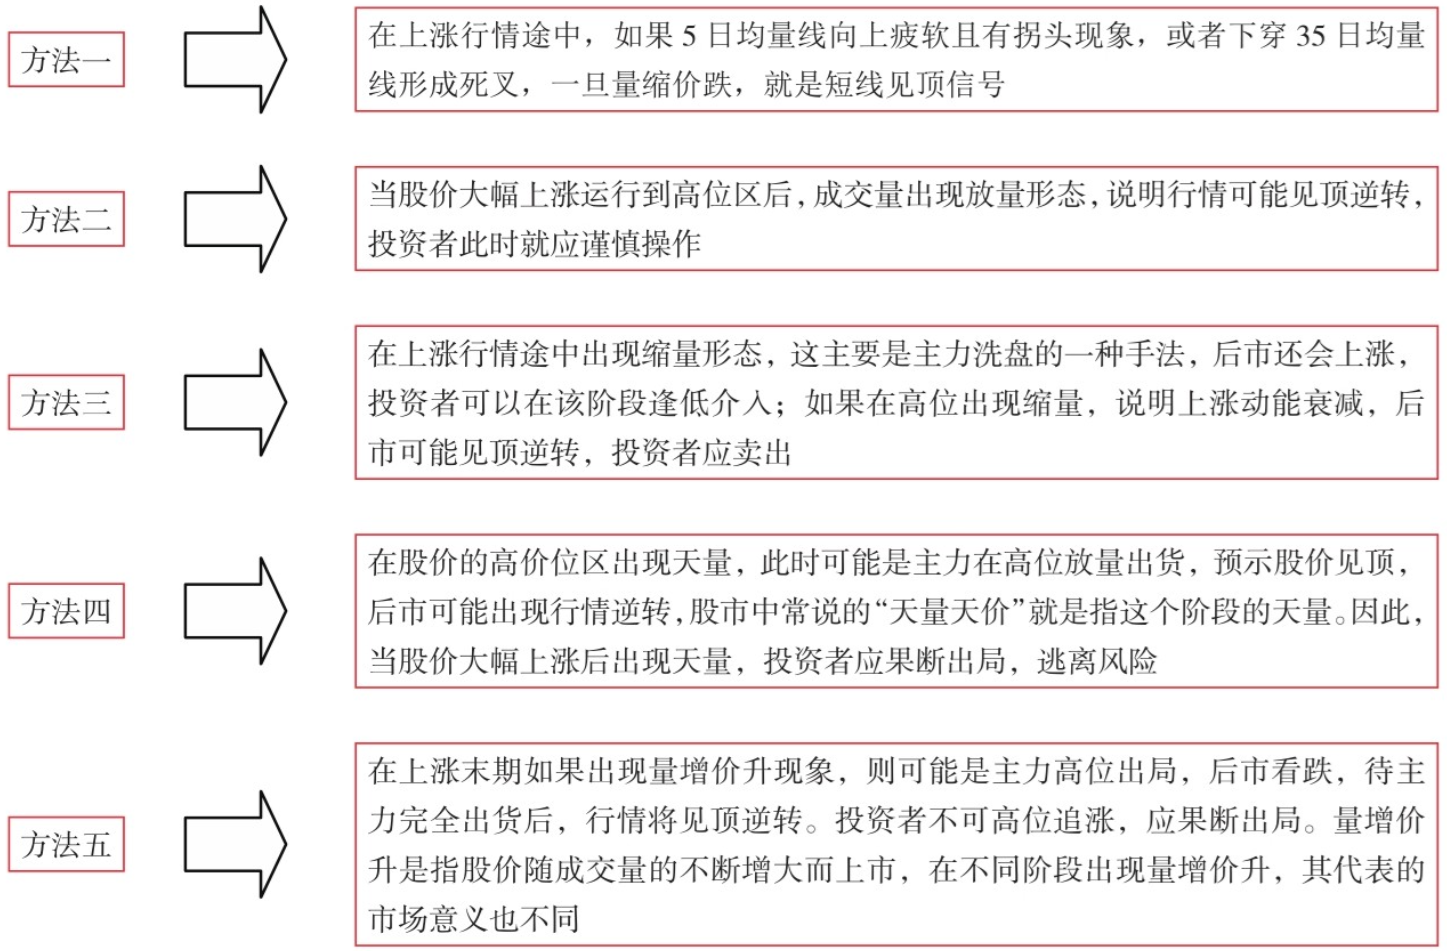 方法一
在上涨行情途中，如果 5 日均量线向上疲软且有拐头现象，或者下穿 35 日均量
线形成死叉，一旦量缩价跌，就是短线见顶信号
方法二
当股价大幅上涨运行到高位区后，成交量出现放量形态，说明行情可能见顶逆转，
投资者此时就应谨慎操作
方法三
在上涨行情途中出现缩量形态，这主要是主力洗盘的一种手法，后市还会上涨，
投资者可以在该阶段逢低介入；如果在高位出现缩量，说明上涨动能衰减，后
市可能见顶逆转，投资者应卖出
方法四
在股价的高价位区出现天量，此时可能是主力在高位放量出货，预示股价见顶，
后市可能出现行情逆转，股市中常说的“天量天价”就是指这个阶段的天量。因此，
当股价大幅上涨后出现天量，投资者应果断出局，逃离风险
方法五
在上涨末期如果出现量增价升现象，则可能是主力高位出局，后市看跌，待主
力完全出货后，行情将见顶逆转。投资者不可高位追涨，应果断出局。量增价
升是指股价随成交量的不断增大而上市，在不同阶段出现量增价升，其代表的
市场意义也不同